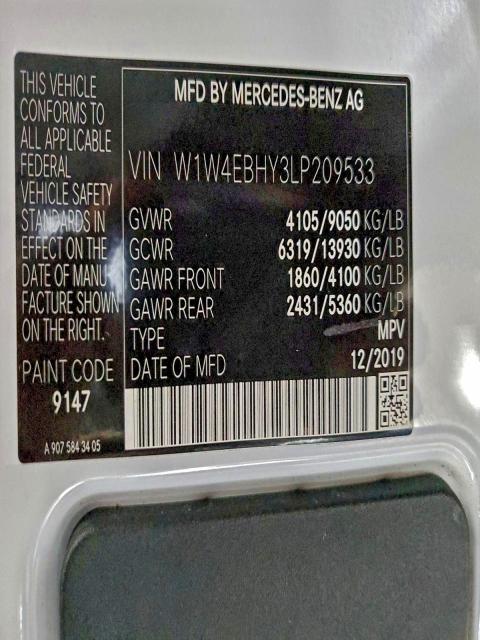 THIS VEHICLE
CONFORMS TO
ALL APPLICABLE
FEDERAL
VEHICLE SAFETY
STANDARDS IN
EFFECT ON THE
DATE OF MANU
FACTURE SHOWN
ON THE RIGHT.
PAINT CODE
9147
A 907 584 34 05
MFD BY MERCEDES-BENZ AG
VIN W1W4EBHY3LP209533
GVWR 4105/9050 KG/LB
GCWR 6319/13930 KG/LB
GAWR FRONT 1860/4100 KG/LB
GAWR REAR 2431/5360 KG/LB
TYPE MPV
DATE OF MFD 12/2019